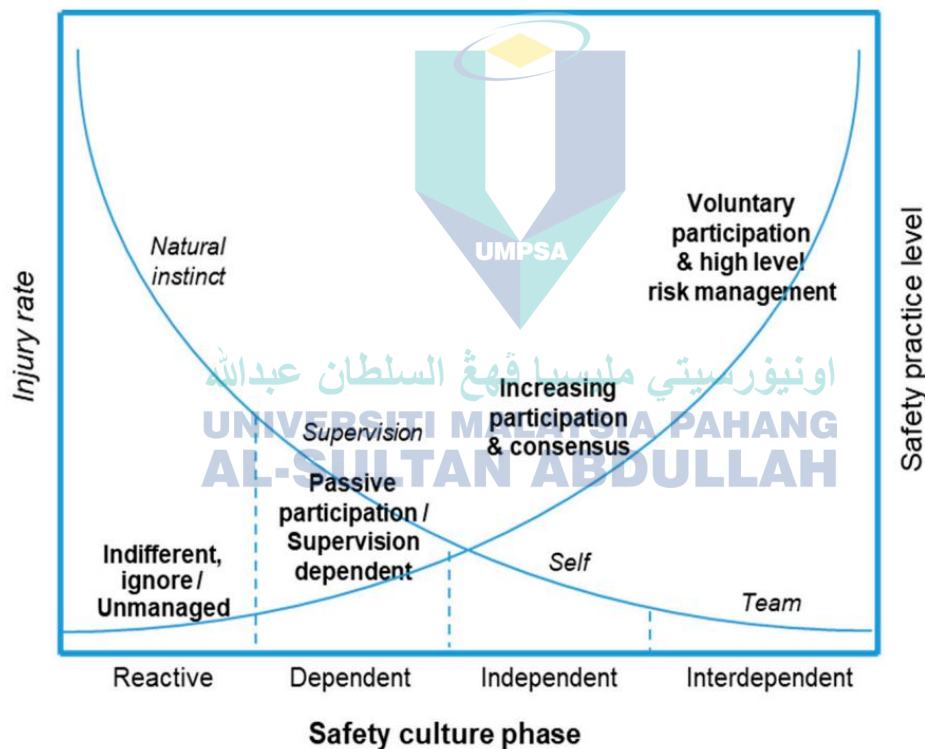 Injury rate
Natural
instinct
UMPSA
Voluntary
participation
& high level
risk management
Safety practice level
اونيۏرسيتي مليسيا ڤهڠ السلطان عبدالله
UNIVERSITI MALAYSIA PAHANG
AL-SULTAN ABDULLAH
Supervision
Increasing
participation
& consensus
Passive
participation /
Supervision
dependent
Indifferent,
ignore /
Unmanaged
Self
Team
Reactive
Dependent
Independent
Interdependent
Safety culture phase